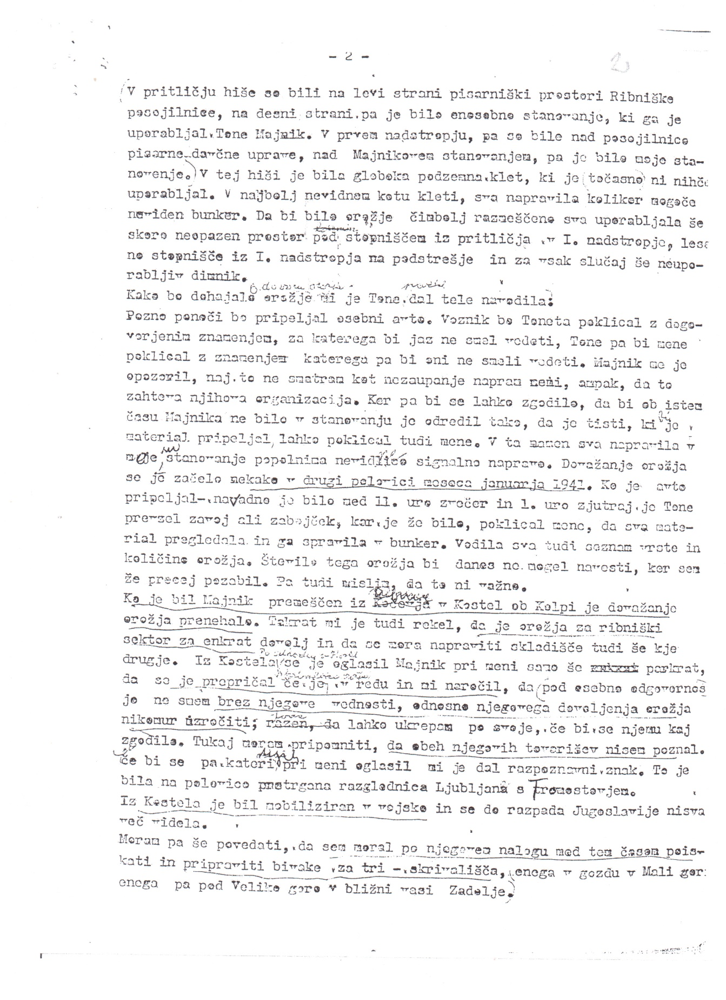 - 2 -
2
V pritličju hiše so bili na levi strani pisarniški prostori Ribniške
posojilnice, na desni strani pa je bilo enosobno stanovanje, ki ga je
uporabljal Tone Majnik. V prvem nadstropju, pa so bile nad posojilnico
pisarne davčne uprave, nad Majnikovem stanovanjem, pa je bilo moje sta-
novenje. V tej hiši je bila globoka podzemna klet, ki je (točasno) ni nihče
uporabljal. V najbolj nevidnem kotu kleti, sva napravila kolikor mogoče
neviden bunker. Da bi bilo orožje čimbolj razmeščeno sva uporabljala še
skoro neopazen prostor pod stopniščem iz pritličja v I. nadstropje, lese
no stopnišče iz I. nadstropja na podstrešje in za vsak slučaj še neupo-
rabljiv dimnik.
Kako bo dohajalo orožje mi je Tone dal tele navodila:
Pozno ponoči bo pripeljal osebni avto. Voznik bo Toneta poklical z dogo-
vorjenim znamenjem, za katerega bi jaz ne smel vedeti, Tone pa bi mene
poklical z znamenjem katerega pa bi oni ne smeli vedeti. Majnik me je
opozoril, naj to ne smatram kot nezaupanje napram meni, ampak, da to
zahteva njihova organizacija. Ker pa bi se lahko zgodilo, da bi ob istem
času Majnika ne bilo v stanovanju je odredil tako, da je tisti, ki je
material pripeljal lahko poklical tudi mene. V ta namen sva napravila v
moje stanovanje popolnima nevidlivo signalno napravo. Dovažanje orožja
se je začelo nekako v drugi polovici meseca januarja 1941. Ko je avto
pripeljal- navadno je bilo med 11. uro zvečer in 1. uro zjutraj je Tone
prevzel zavoj ali zabojček, kar je že bilo, poklical mene, da sva mate-
rial pregledala in ga spravila v bunker. Vodila sva tudi seznam vrste in
količine orožja. Število tega orožja bi danes ne mogel navesti, ker sem
že precej pozabil. Pa tudi mislim, da to ni važno.
Ko je bil Majnik premeščen iz Kočevja v Kostel ob Kolpi je dovažanje
orožja prenehalo. Takrat mi je tudi rekel, da je orožja za ribniški
sektor za enkrat dovolj in da se mora napraviti skladišče tudi še kje
drugje. Iz Kostela se je oglasil Majnik pri meni samo še parkrat,
da se je prepričal če je v redu in mi naročil, da pod osebno odgovornos
jo ne smem brez njegove vednosti, odnosno njegovega dovoljenja orožja
nikomur izročiti; razen, da lahko ukrepam po svoje, če bi se njemu kaj
zgodilo. Tukaj moram pripomniti, da obeh njegovih tovarišev nisem poznal.
če bi se pa kateri pri meni oglasil mi je dal razpoznavni znak. To je
bila na polovico pretrgana razglednica Ljubljana s Tromostovjem.
Iz Kostela je bil mobiliziran v vojsko in se do razpada Jugoslavije nisva
več videla.
Moram pa še povedati, da sem moral po njegovem nalogu med tem časom pois-
kati in pripraviti bivake za tri - skrivališča, enega v gozdu v Mali gor
enega pa pod Veliko goro v bližni vasi Zadolje.